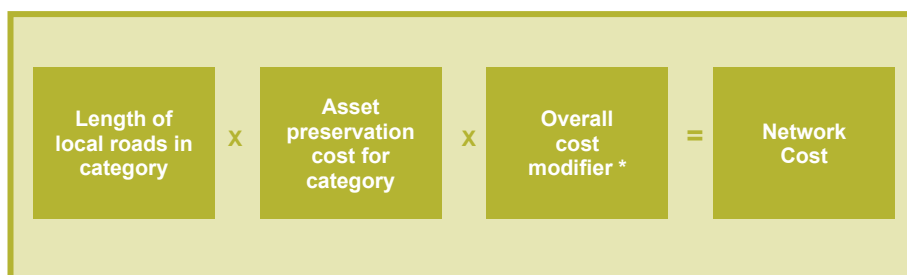 Length of
local roads in
category
x
Asset
preservation
cost for
category
x
Overall
cost
modifier *
=
Network
Cost